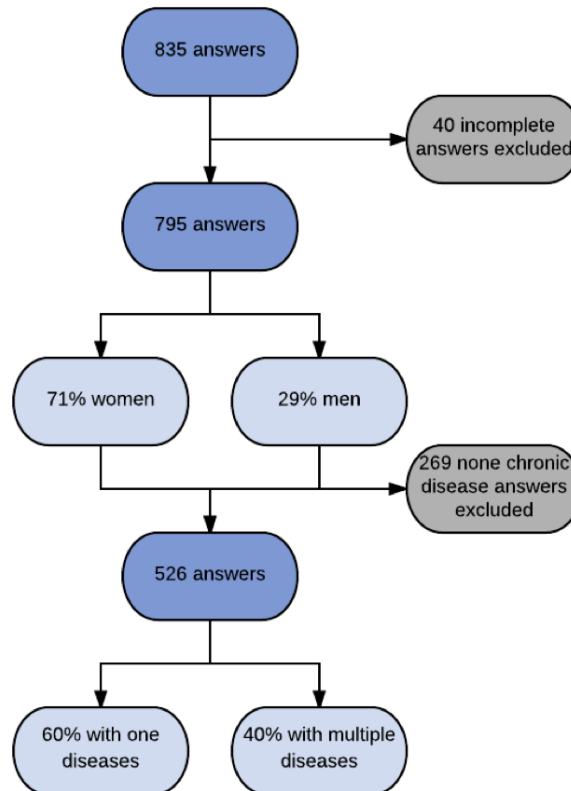 835 answers
40 incomplete
answers excluded
795 answers
71% women
29% men
269 none chronic
disease answers
excluded
526 answers
60% with one
diseases
40% with multiple
diseases